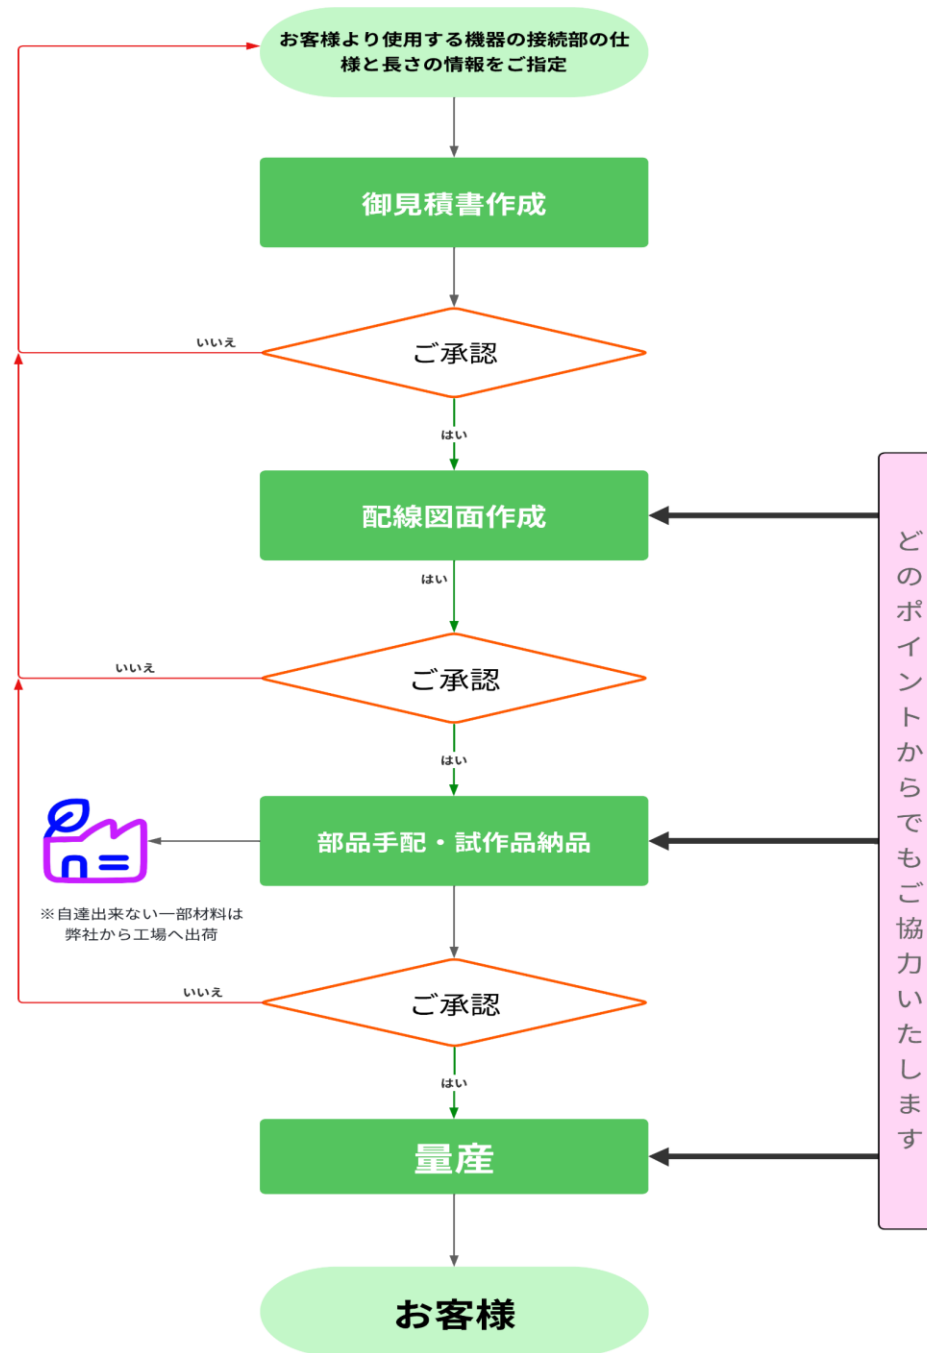 お客様より使用する機器の接続部の仕
様と長さの情報をご指定
御見積書作成
いいえ
ご承認
はい
配線図面作成
はい
いいえ
ご承認
はい
部品手配・試作品納品
※自達出来ない一部材料は
弊社から工場へ出荷
いいえ
ご承認
はい
量産
お客様
どのポイントからでもご協力いたします